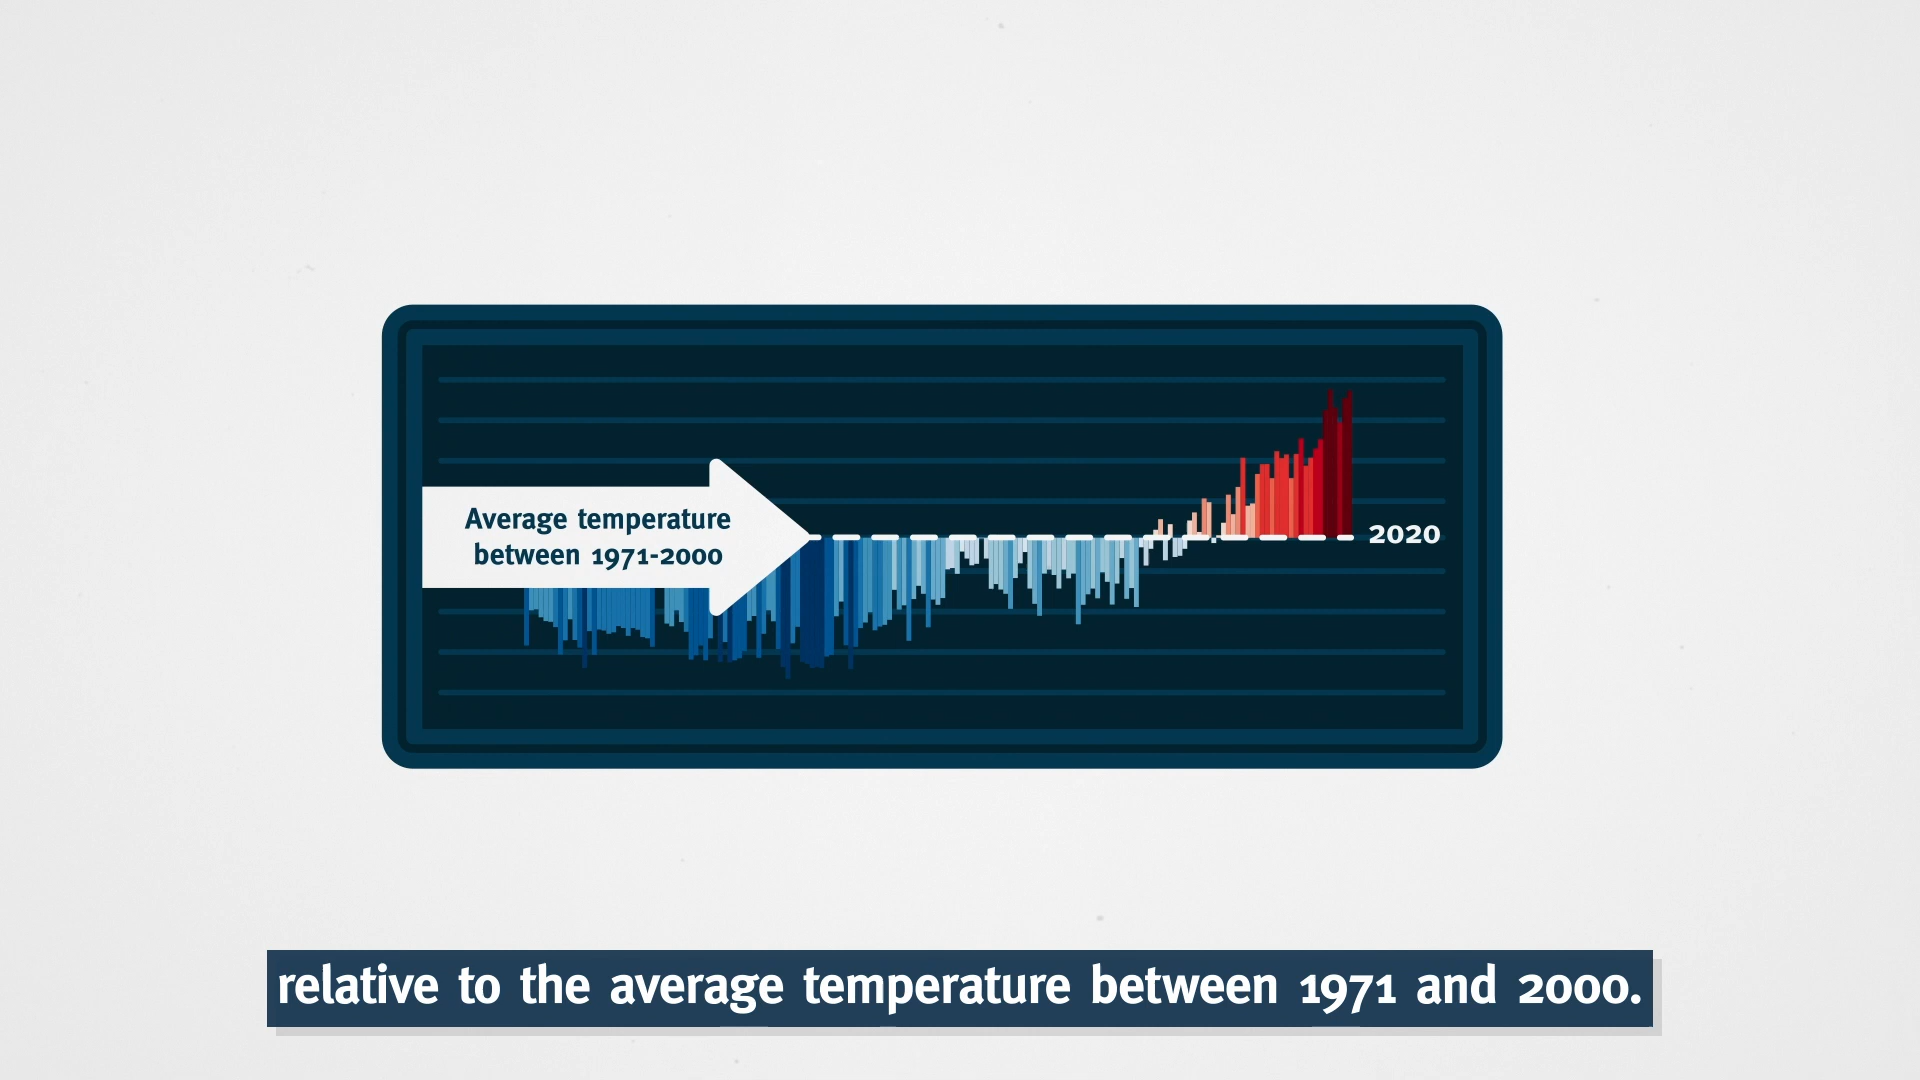 Average temperature
between 1971-2000
2020
relative to the average temperature between 1971 and 2000.